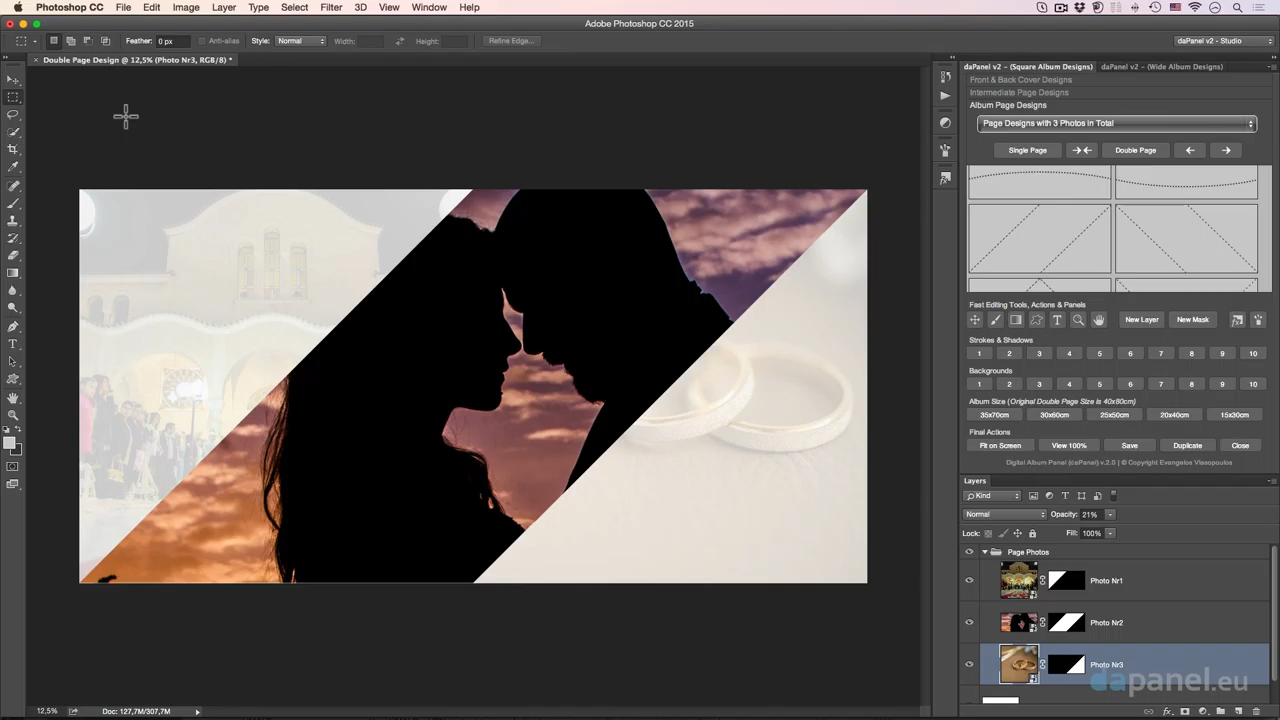 Photoshop CC File Edit Image Layer Type Select Filter 3D View Window Help
Adobe Photoshop CC 2015
Feather: 0 px Anti-alias Style: Normal Width: Height: Refine Edge... daPanel v2 - Studio
× Double Page Design @ 12,5% (Photo Nr3, RGB/8) *
daPanel v2 - (Square Album Designs) daPanel v2 - (Wide Album Designs)
Front & Back Cover Designs
Intermediate Page Designs
Album Page Designs
Page Designs with 3 Photos in Total
Single Page →← Double Page ← →
Fast Editing Tools, Actions & Panels
T New Layer New Mask
Strokes & Shadows
1 2 3 4 5 6 7 8 9 10
Backgrounds
1 2 3 4 5 6 7 8 9 10
Album Size (Original Double Page Size is 40x80cm)
35x70cm 30x60cm 25x50cm 20x40cm 15x30cm
Final Actions
Fit on Screen View 100% Save Duplicate Close
Digital Album Panel (daPanel) v.2.0 | © Copyright Evangelos Vlasopoulos
Layers
Kind T
Normal Opacity: 21%
Lock: Fill: 100%
Page Photos
Photo Nr1
Photo Nr2
Photo Nr3
dapanel.eu
12,5% Doc: 127,7M/307,7M
fx